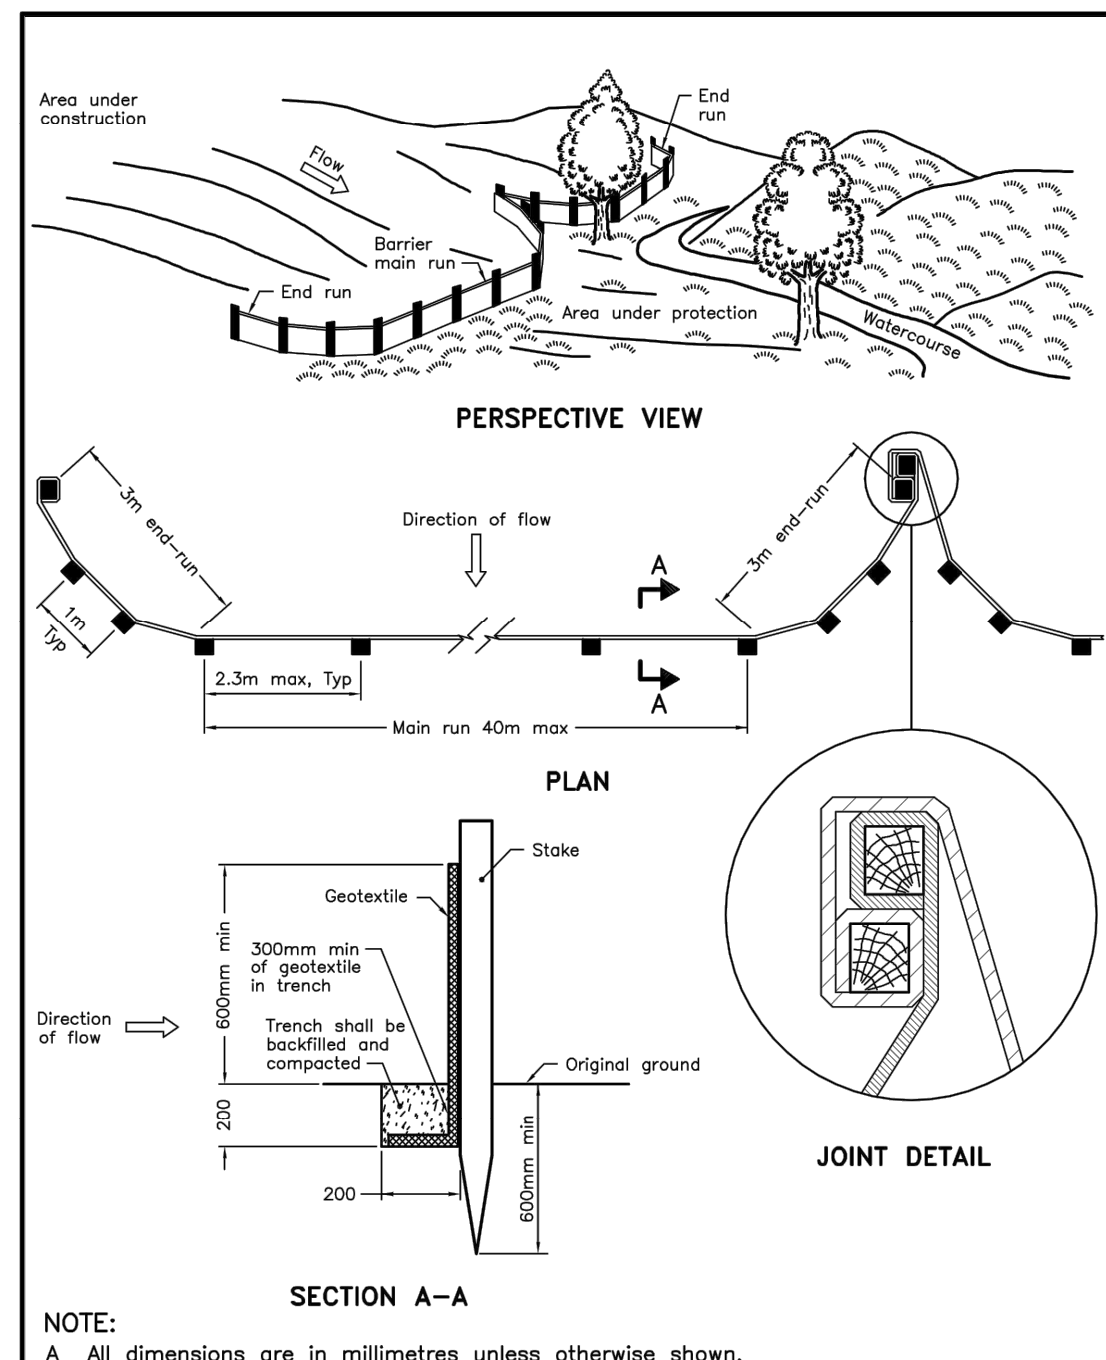 Area under
construction
End
run
Flow
Barrier
main run
End run
Area under protection
Watercourse
PERSPECTIVE VIEW
3m end-run
Direction of flow
3m end-run
A
1m
Typ
2.3m max, Typ
A
Main run 40m max
PLAN
Stake
Geotextile
600mm min
300mm min
of geotextile
in trench
Direction
of flow
Trench shall be
backfilled and
compacted
Original ground
200
600mm min
200
JOINT DETAIL
SECTION A-A
NOTE:
A All dimensions are in millimetres unless otherwise shown.